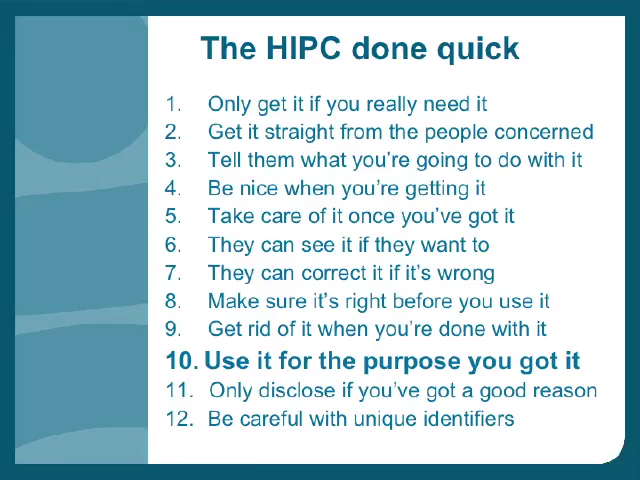 The HIPC done quick
1. Only get it if you really need it
2. Get it straight from the people concerned
3. Tell them what you're going to do with it
4. Be nice when you're getting it
5. Take care of it once you've got it
6. They can see it if they want to
7. They can correct it if it's wrong
8. Make sure it's right before you use it
9. Get rid of it when you're done with it
10. Use it for the purpose you got it
11. Only disclose if you've got a good reason
12. Be careful with unique identifiers